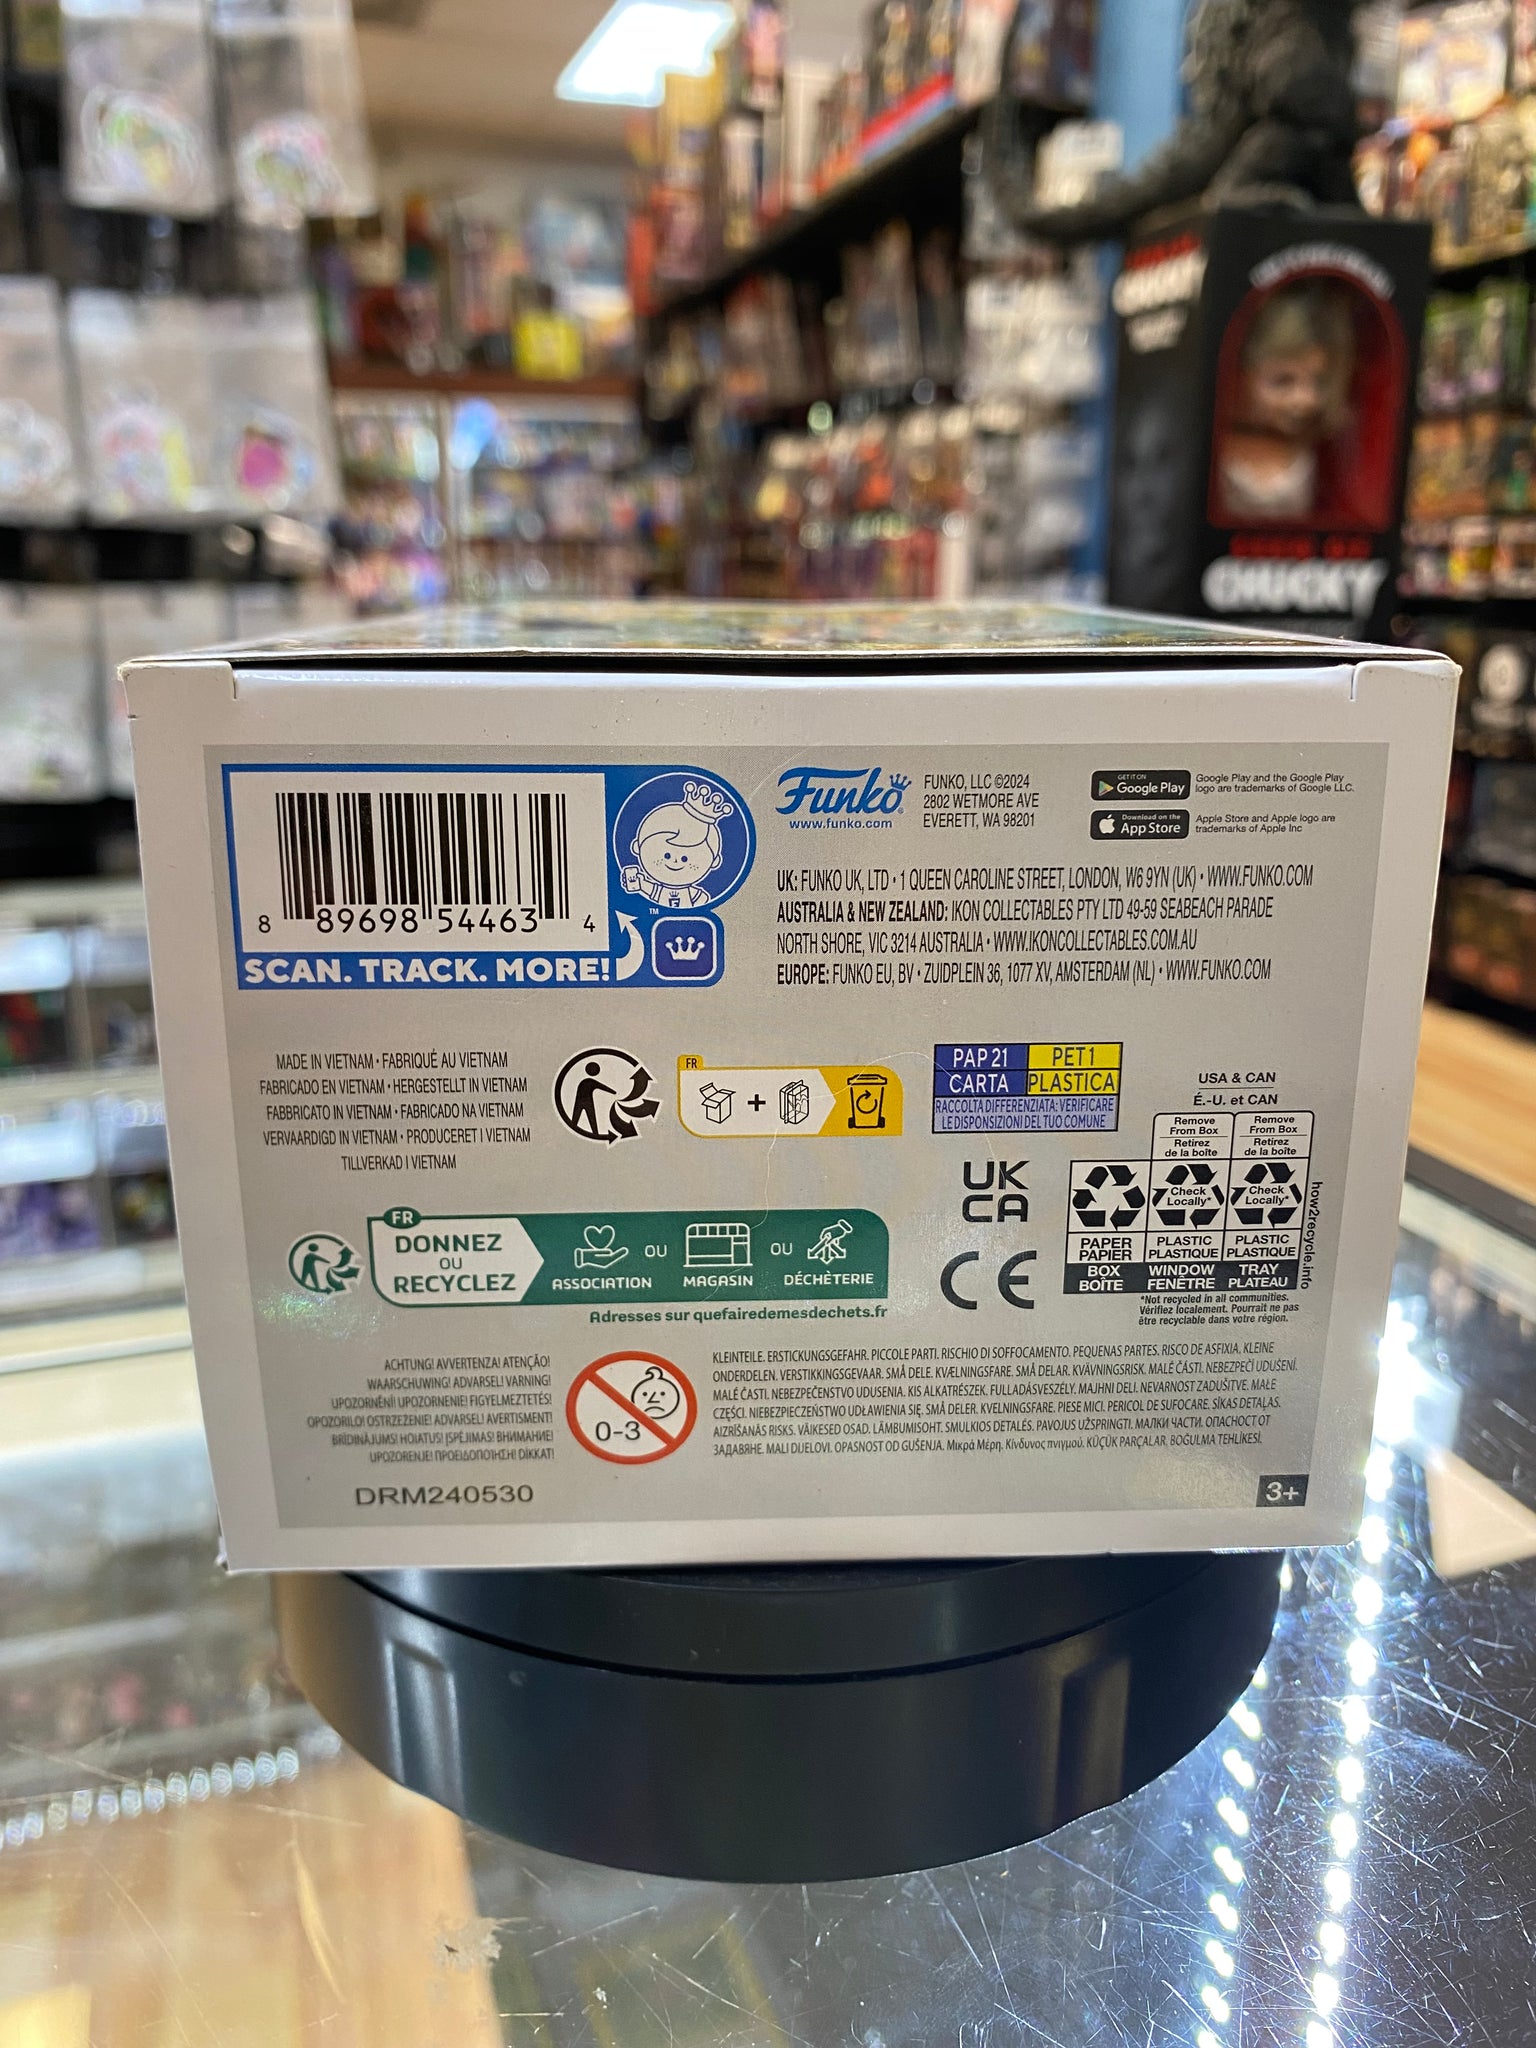 8 89698 54463 4
SCAN. TRACK. MORE!
TM
Funko
www.funko.com
FUNKO, LLC ©2024
2802 WETMORE AVE
EVERETT, WA 98201
GET IT ON
Google Play
Google Play and the Google Play
logo are trademarks of Google LLC.
Download on the
App Store
Apple Store and Apple logo are
trademarks of Apple Inc
UK: FUNKO UK, LTD • 1 QUEEN CAROLINE STREET, LONDON, W6 9YN (UK) • WWW.FUNKO.COM
AUSTRALIA & NEW ZEALAND: IKON COLLECTABLES PTY LTD 49-59 SEABEACH PARADE
NORTH SHORE, VIC 3214 AUSTRALIA • WWW.IKONCOLLECTABLES.COM.AU
EUROPE: FUNKO EU, BV • ZUIDPLEIN 36, 1077 XV, AMSTERDAM (NL) • WWW.FUNKO.COM
MADE IN VIETNAM • FABRIQUÉ AU VIETNAM
FABRICADO EN VIETNAM • HERGESTELLT IN VIETNAM
FABBRICATO IN VIETNAM • FABRICADO NA VIETNAM
VERVAARDIGD IN VIETNAM • PRODUCERET I VIETNAM
TILLVERKAD I VIETNAM
FR
+
PAP 21 PET 1
CARTA PLASTICA
RACCOLTA DIFFERENZIATA: VERIFICARE
LE DISPOSIZIONI DEL TUO COMUNE
USA & CAN
É.-U. et CAN
Remove
From Box
Retirez
de la boîte
Remove
From Box
Retirez
de la boîte
Check
Locally*
Check
Locally*
PAPER
PAPIER
PLASTIC
PLASTIQUE
PLASTIC
PLASTIQUE
BOX
BOÎTE
WINDOW
FENÊTRE
TRAY
PLATEAU
how2recycle.info
*Not recycled in all communities.
Vérifiez localement. Pourrait ne pas
être recyclable dans votre région.
UK
CA
CE
FR
DONNEZ
OU
RECYCLEZ
ASSOCIATION
OU
MAGASIN
OU
DÉCHÈTERIE
Adresses sur quefairedemesdechets.fr
ACHTUNG! AVVERTENZA! ATENÇÃO!
WAARSCHUWING! ADVARSEL! VARNING!
UPOZORNĚNÍ! UPOZORNENIE! FIGYELMEZTETÉS!
OPOZORILO! OSTRZEŻENIE! ADVARSEL! AVERTISMENT!
BRĪDINĀJUMS! HOIATUS! ĮSPĖJIMAS! ВНИМАНИЕ!
UPOZORENJE! ΠΡΟΕΙΔΟΠΟΙΗΣΗ! DİKKAT!
0-3
KLEINTEILE. ERSTICKUNGSGEFAHR. PICCOLE PARTI. RISCHIO DI SOFFOCAMENTO. PEQUENAS PARTES. RISCO DE ASFIXIA. KLEINE
ONDERDELEN. VERSTIKKINGSGEVAAR. SMÅ DELE. KVÆLNINGSFARE. SMÅ DELAR. KVÄVNINGSRISK. MALÉ ČÁSTI. NEBEZPEČÍ UDUŠENÍ.
MALÉ ČASTI. NEBEZPEČENSTVO UDUSENIA. KIS ALKATRÉSZEK. FULLADÁSVESZÉLY. MAJHNI DELI. NEVARNOST ZADUŠITVE. MAŁE
CZĘŚCI. NIEBEZPIECZEŃSTWO UDŁAWIENIA SIĘ. SMÅ DELER. KVELNINGSFARE. PIESE MICI. PERICOL DE SUFOCARE. SĪKAS DETAĻAS.
AIZRĪŠANĀS RISKS. VÄIKESED OSAD. LÄMBUMISOHT. SMULKIOS DETALĖS. PAVOJUS UŽSPRINGTI. МАЛКИ ЧАСТИ. ОПАСНОСТ ОТ
ЗАДАВЯНЕ. MALI DIJELOVI. OPASNOST OD GUŠENJA. Μικρά Μέρη. Κίνδυνος πνιγμού. KÜÇÜK PARÇALAR. BOĞULMA TEHLİKESİ.
DRM240530
3+
CHUCKY